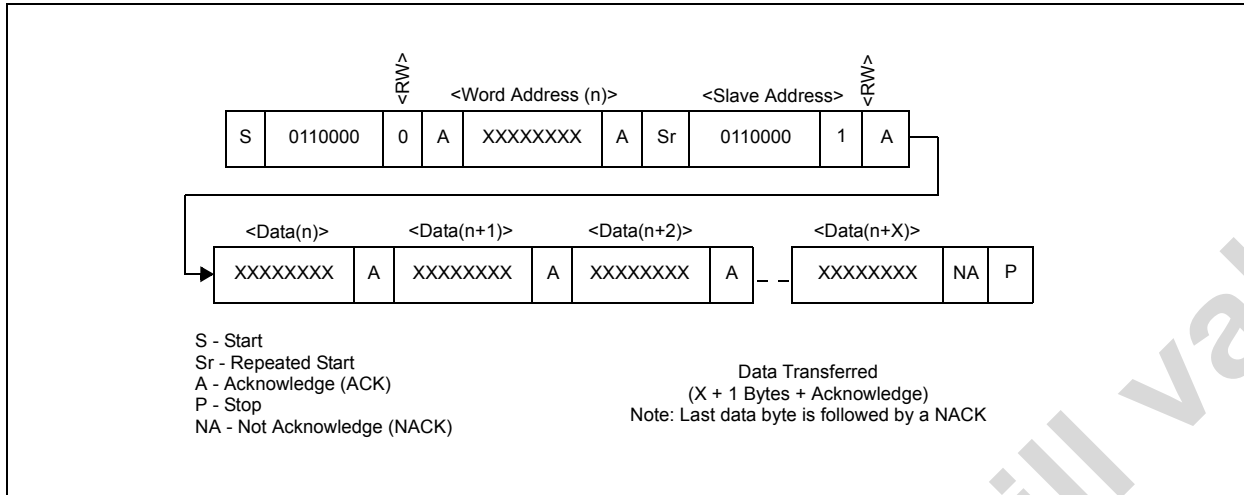 <RW>
<RW>
<Word Address (n)> <Slave Address>
S 0110000 0 A XXXXXXXX A Sr 0110000 1 A
<Data(n)> <Data(n+1)> <Data(n+2)> <Data(n+X)>
XXXXXXXX A XXXXXXXX A XXXXXXXX A XXXXXXXX NA P
S - Start
Sr - Repeated Start
A - Acknowledge (ACK)
P - Stop
NA - Not Acknowledge (NACK)
Data Transferred
(X + 1 Bytes + Acknowledge)
Note: Last data byte is followed by a NACK